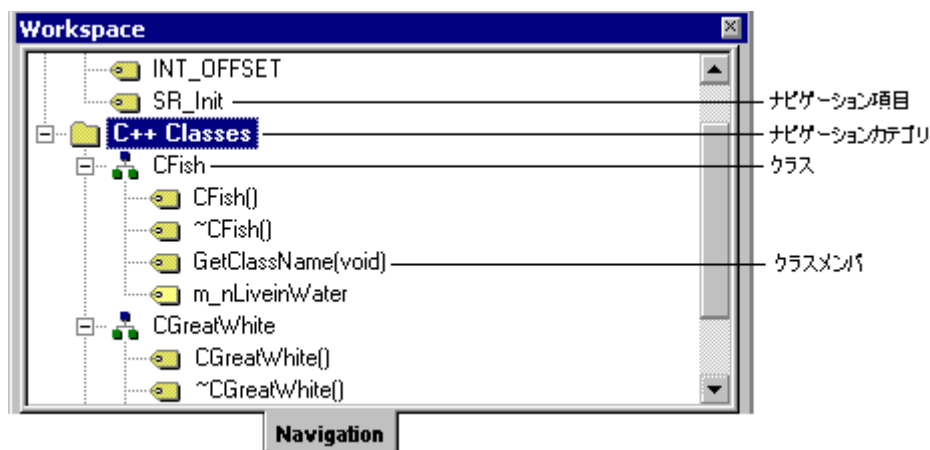 Workspace
INT_OFFSET
SR_Init
ナビゲーション項目
C++ Classes
ナビゲーションカテゴリ
CFish
クラス
CFish()
~CFish()
GetClassName(void)
クラスメンバ
m_nLiveinWater
CGreatWhite
CGreatWhite()
~CGreatWhite()
Navigation